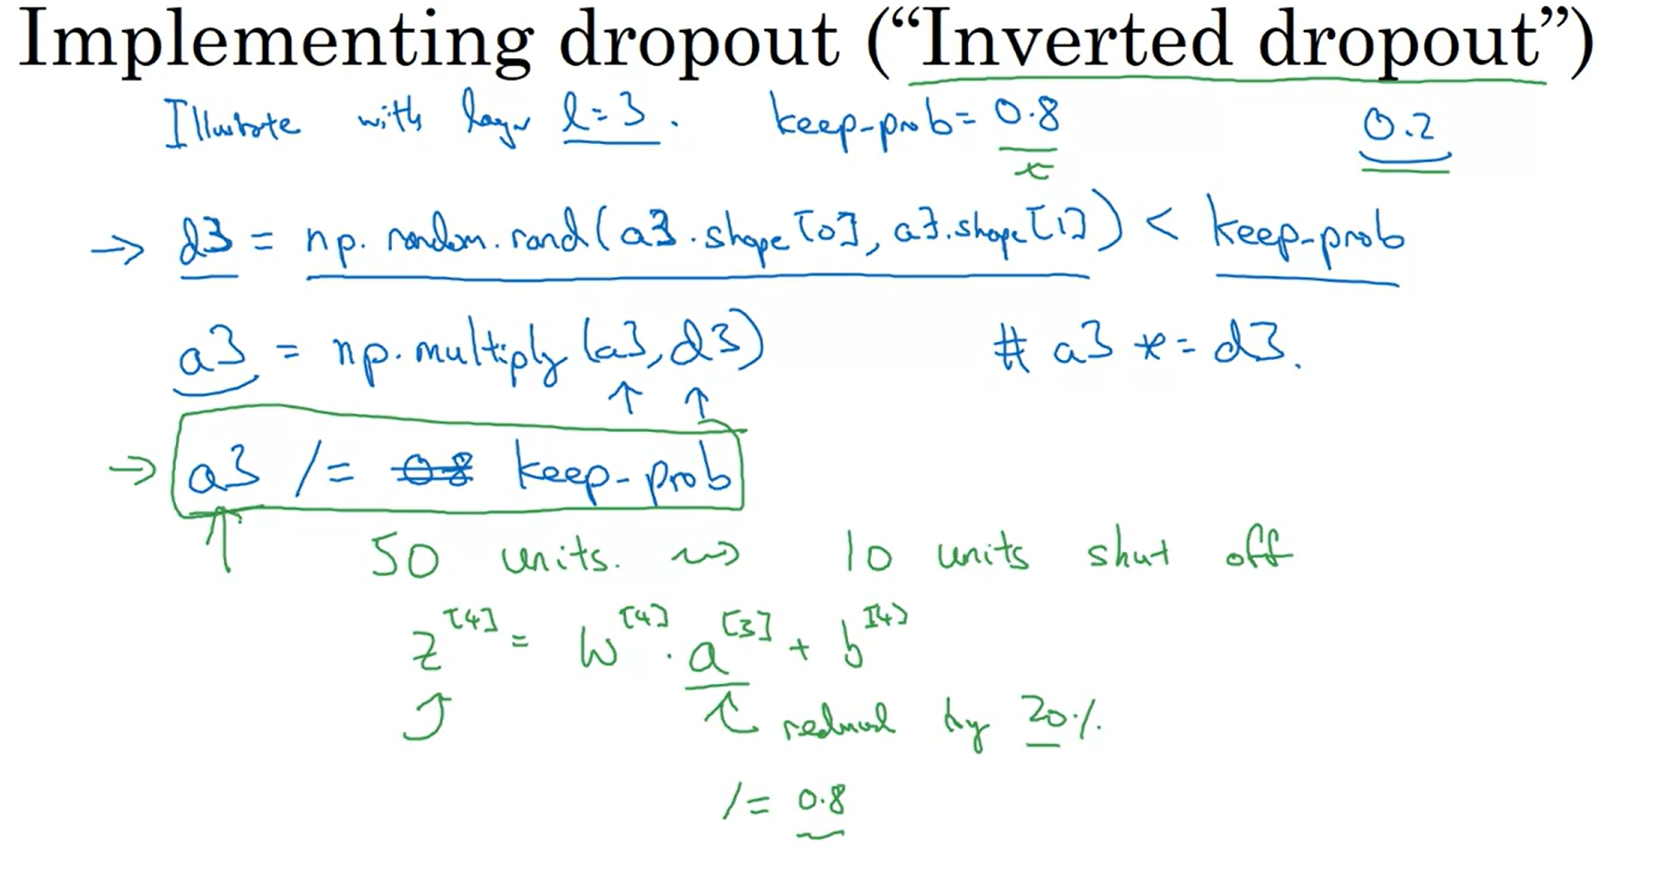 Implementing dropout (“Inverted dropout”)
Illustrate with layer l=3. keep-prob= 0.8 0.2
x
→ d3 = np.random.rand(a3.shape[0], a3.shape[1]) < keep-prob
a3 = np.multiply(a3, d3) # a3 *= d3.
↑ ↑
→ a3 /= 0.8 keep-prob
50 units. ⇝ 10 units shut off
z[4] = W[4] · a[3] + b[4]
reduced by 20%
/= 0.8